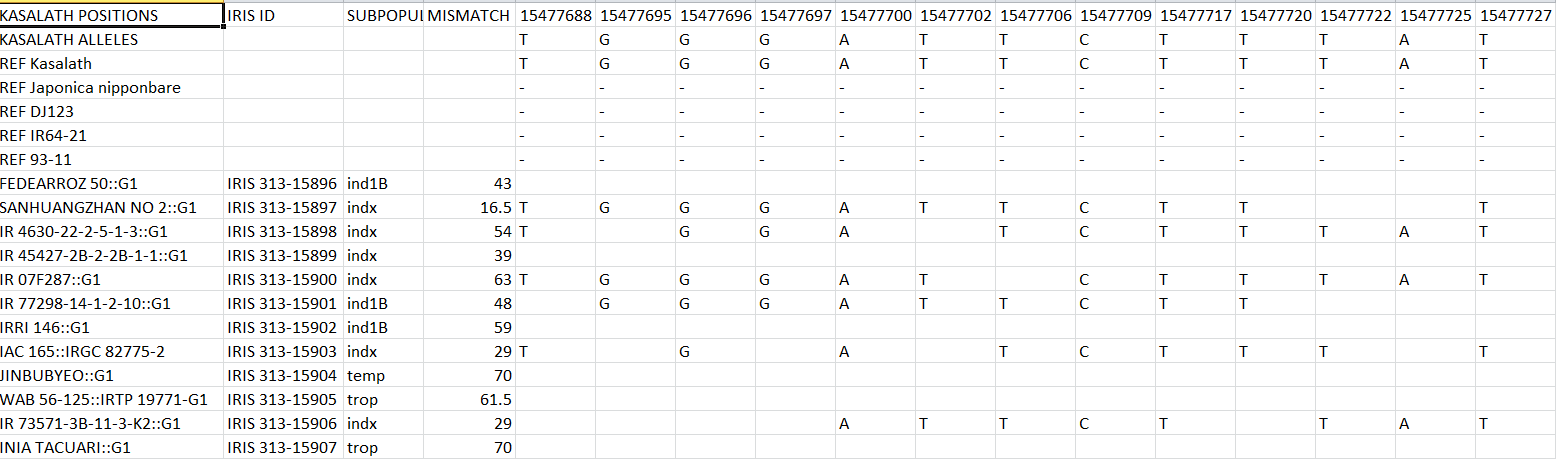 KASALATH POSITIONS IRIS ID SUBPOPUI MISMATCH 15477688 15477695 15477696 15477697 15477700 15477702 15477706 15477709 15477717 15477720 15477722 15477725 15477727
KASALATH ALLELES T G G G A T T C T T T A T
REF Kasalath T G G G A T T C T T T A T
REF Japonica nipponbare - - - - - - - - - - - - -
REF DJ123 - - - - - - - - - - - - -
REF IR64-21 - - - - - - - - - - - - -
REF 93-11 - - - - - - - - - - - - -
FEDEARROZ 50::G1 IRIS 313-15896 ind1B 43
SANHUANGZHAN NO 2::G1 IRIS 313-15897 indx 16.5 T G G G A T T C T T T
IR 4630-22-2-5-1-3::G1 IRIS 313-15898 indx 54 T G G A T C T T T A T
IR 45427-2B-2-2B-1-1::G1 IRIS 313-15899 indx 39
IR 07F287::G1 IRIS 313-15900 indx 63 T G G G A T C T T T A T
IR 77298-14-1-2-10::G1 IRIS 313-15901 ind1B 48 G G G A T T C T T
IRRI 146::G1 IRIS 313-15902 ind1B 59
IAC 165::IRGC 82775-2 IRIS 313-15903 indx 29 T G A T C T T T T
JINBUBYEO::G1 IRIS 313-15904 temp 70
WAB 56-125::IRTP 19771-G1 IRIS 313-15905 trop 61.5
IR 73571-3B-11-3-K2::G1 IRIS 313-15906 indx 29 A T T C T T A T
INIA TACUARI::G1 IRIS 313-15907 trop 70